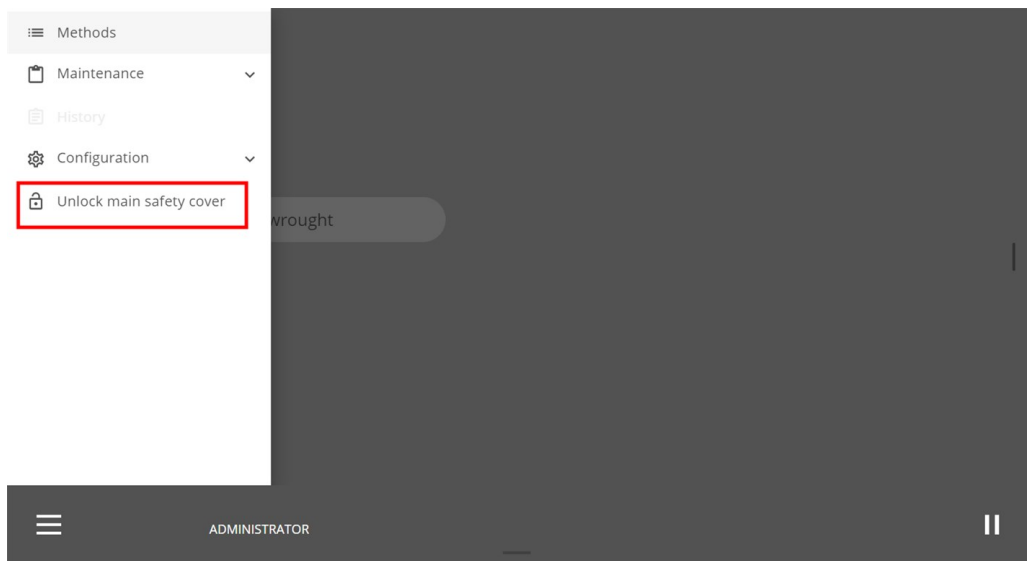 Methods
Maintenance
History
Configuration
Unlock main safety cover
wrought
ADMINISTRATOR